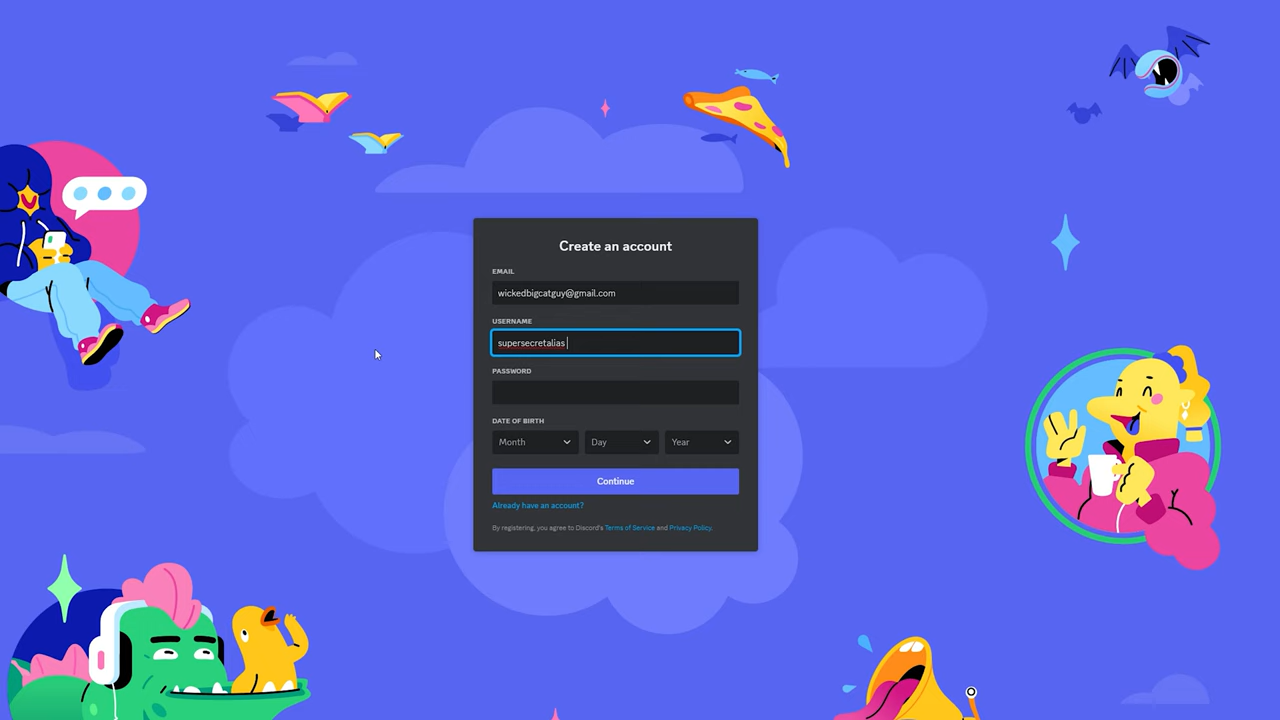 Create an account
EMAIL
wickedbigcatguy@gmail.com
USERNAME
supersecretalias
PASSWORD
DATE OF BIRTH
Month Day Year
Continue
Already have an account?
By registering, you agree to Discord's Terms of Service and Privacy Policy.